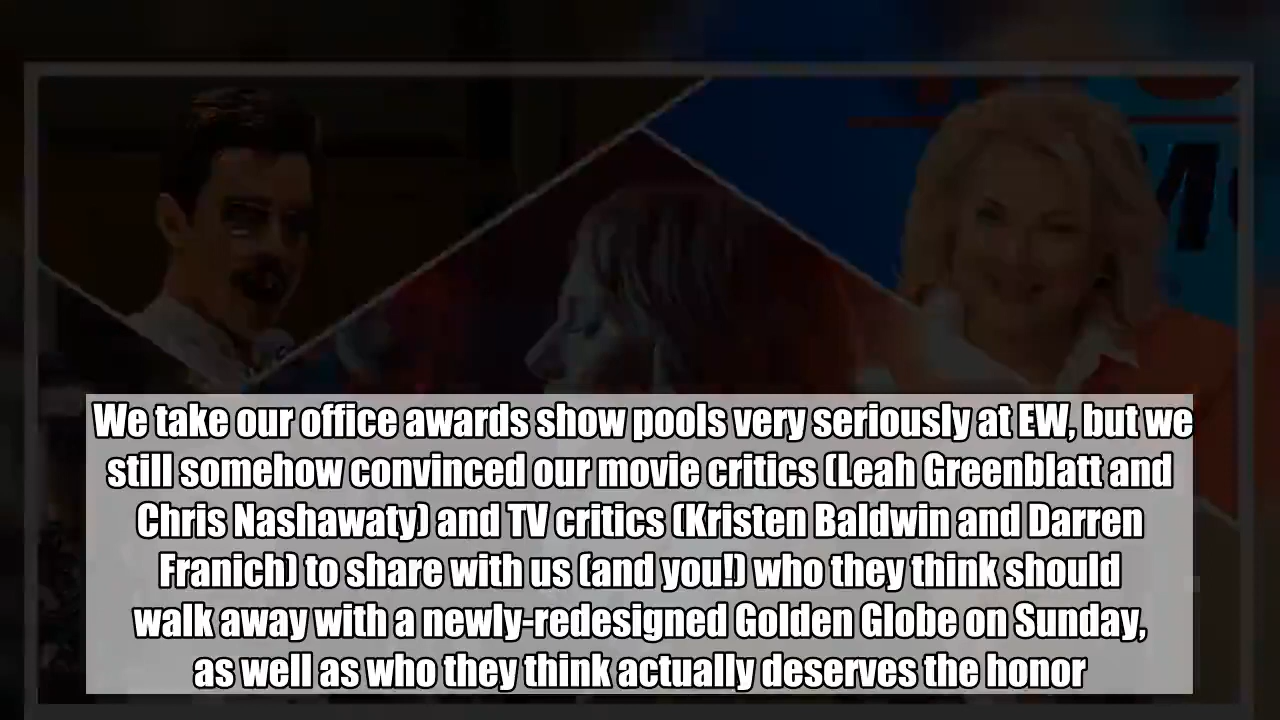 We take our office awards show pools very seriously at EW, but we
still somehow convinced our movie critics (Leah Greenblatt and
Chris Nashawaty) and TV critics (Kristen Baldwin and Darren
Franich) to share with us (and you!) who they think should
walk away with a newly-redesigned Golden Globe on Sunday,
as well as who they think actually deserves the honor